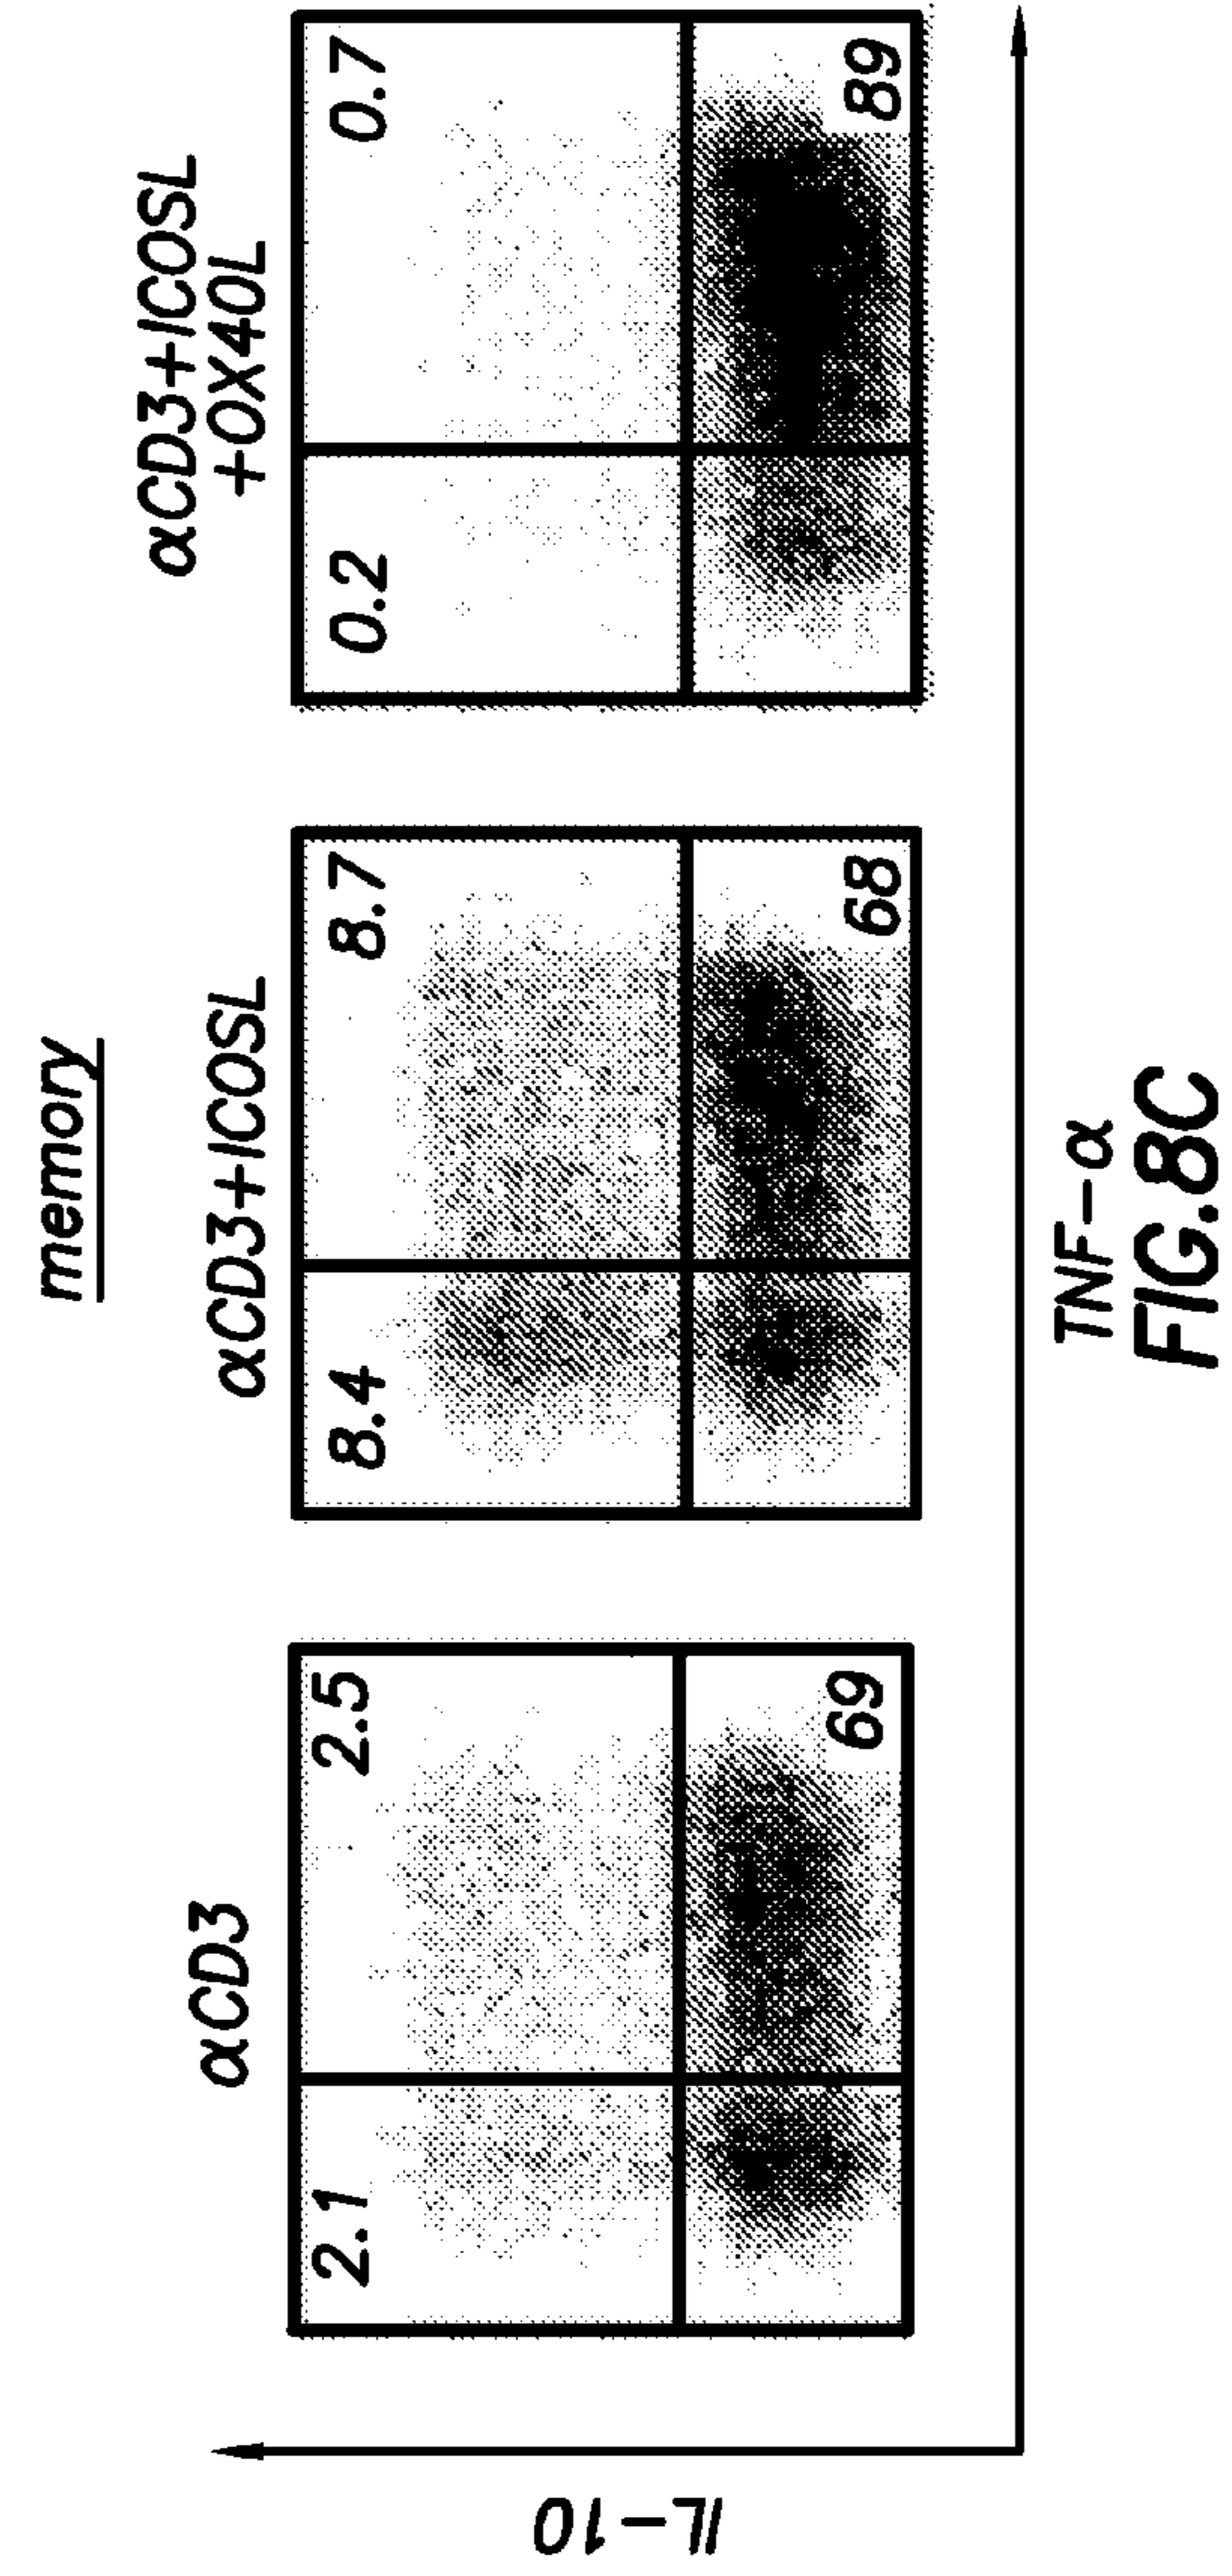 memory
αCD3
αCD3+ICOSL
αCD3+ICOSL
+OX40L
2.1
2.5
69
8.4
8.7
68
0.2
0.7
89
IL-10
TNF-α
FIG.8C